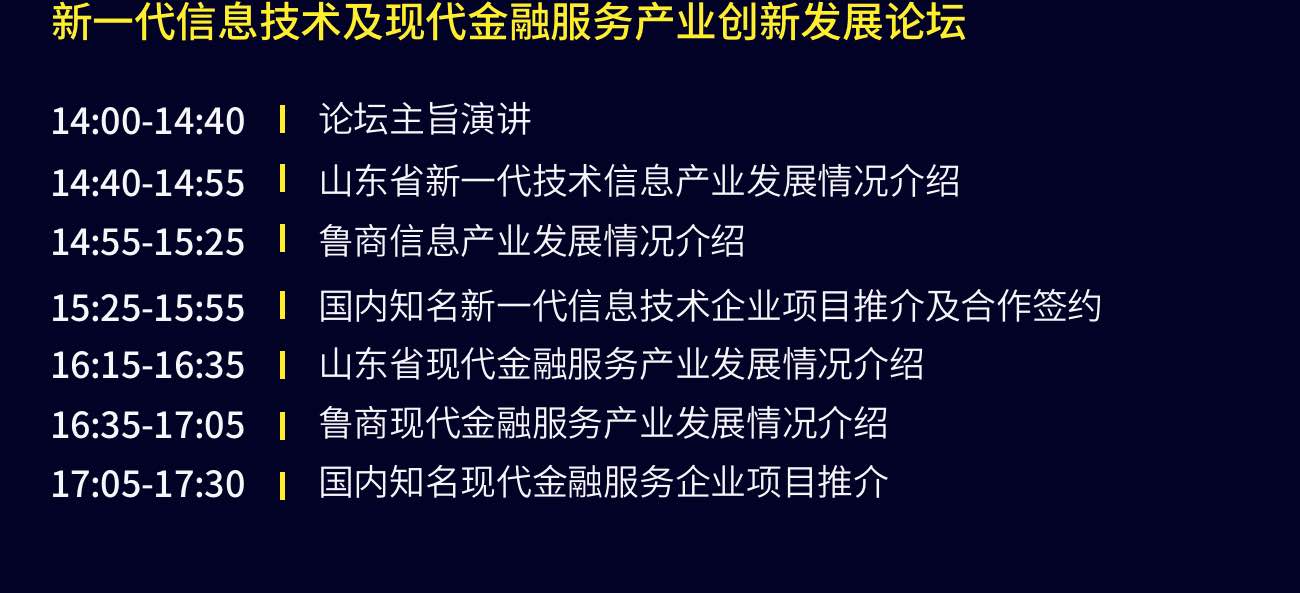 新一代信息技术及现代金融服务产业创新发展论坛
14:00-14:40 论坛主旨演讲
14:40-14:55 山东省新一代技术信息产业发展情况介绍
14:55-15:25 鲁商信息产业发展情况介绍
15:25-15:55 国内知名新一代信息技术企业项目推介及合作签约
16:15-16:35 山东省现代金融服务产业发展情况介绍
16:35-17:05 鲁商现代金融服务产业发展情况介绍
17:05-17:30 国内知名现代金融服务企业项目推介